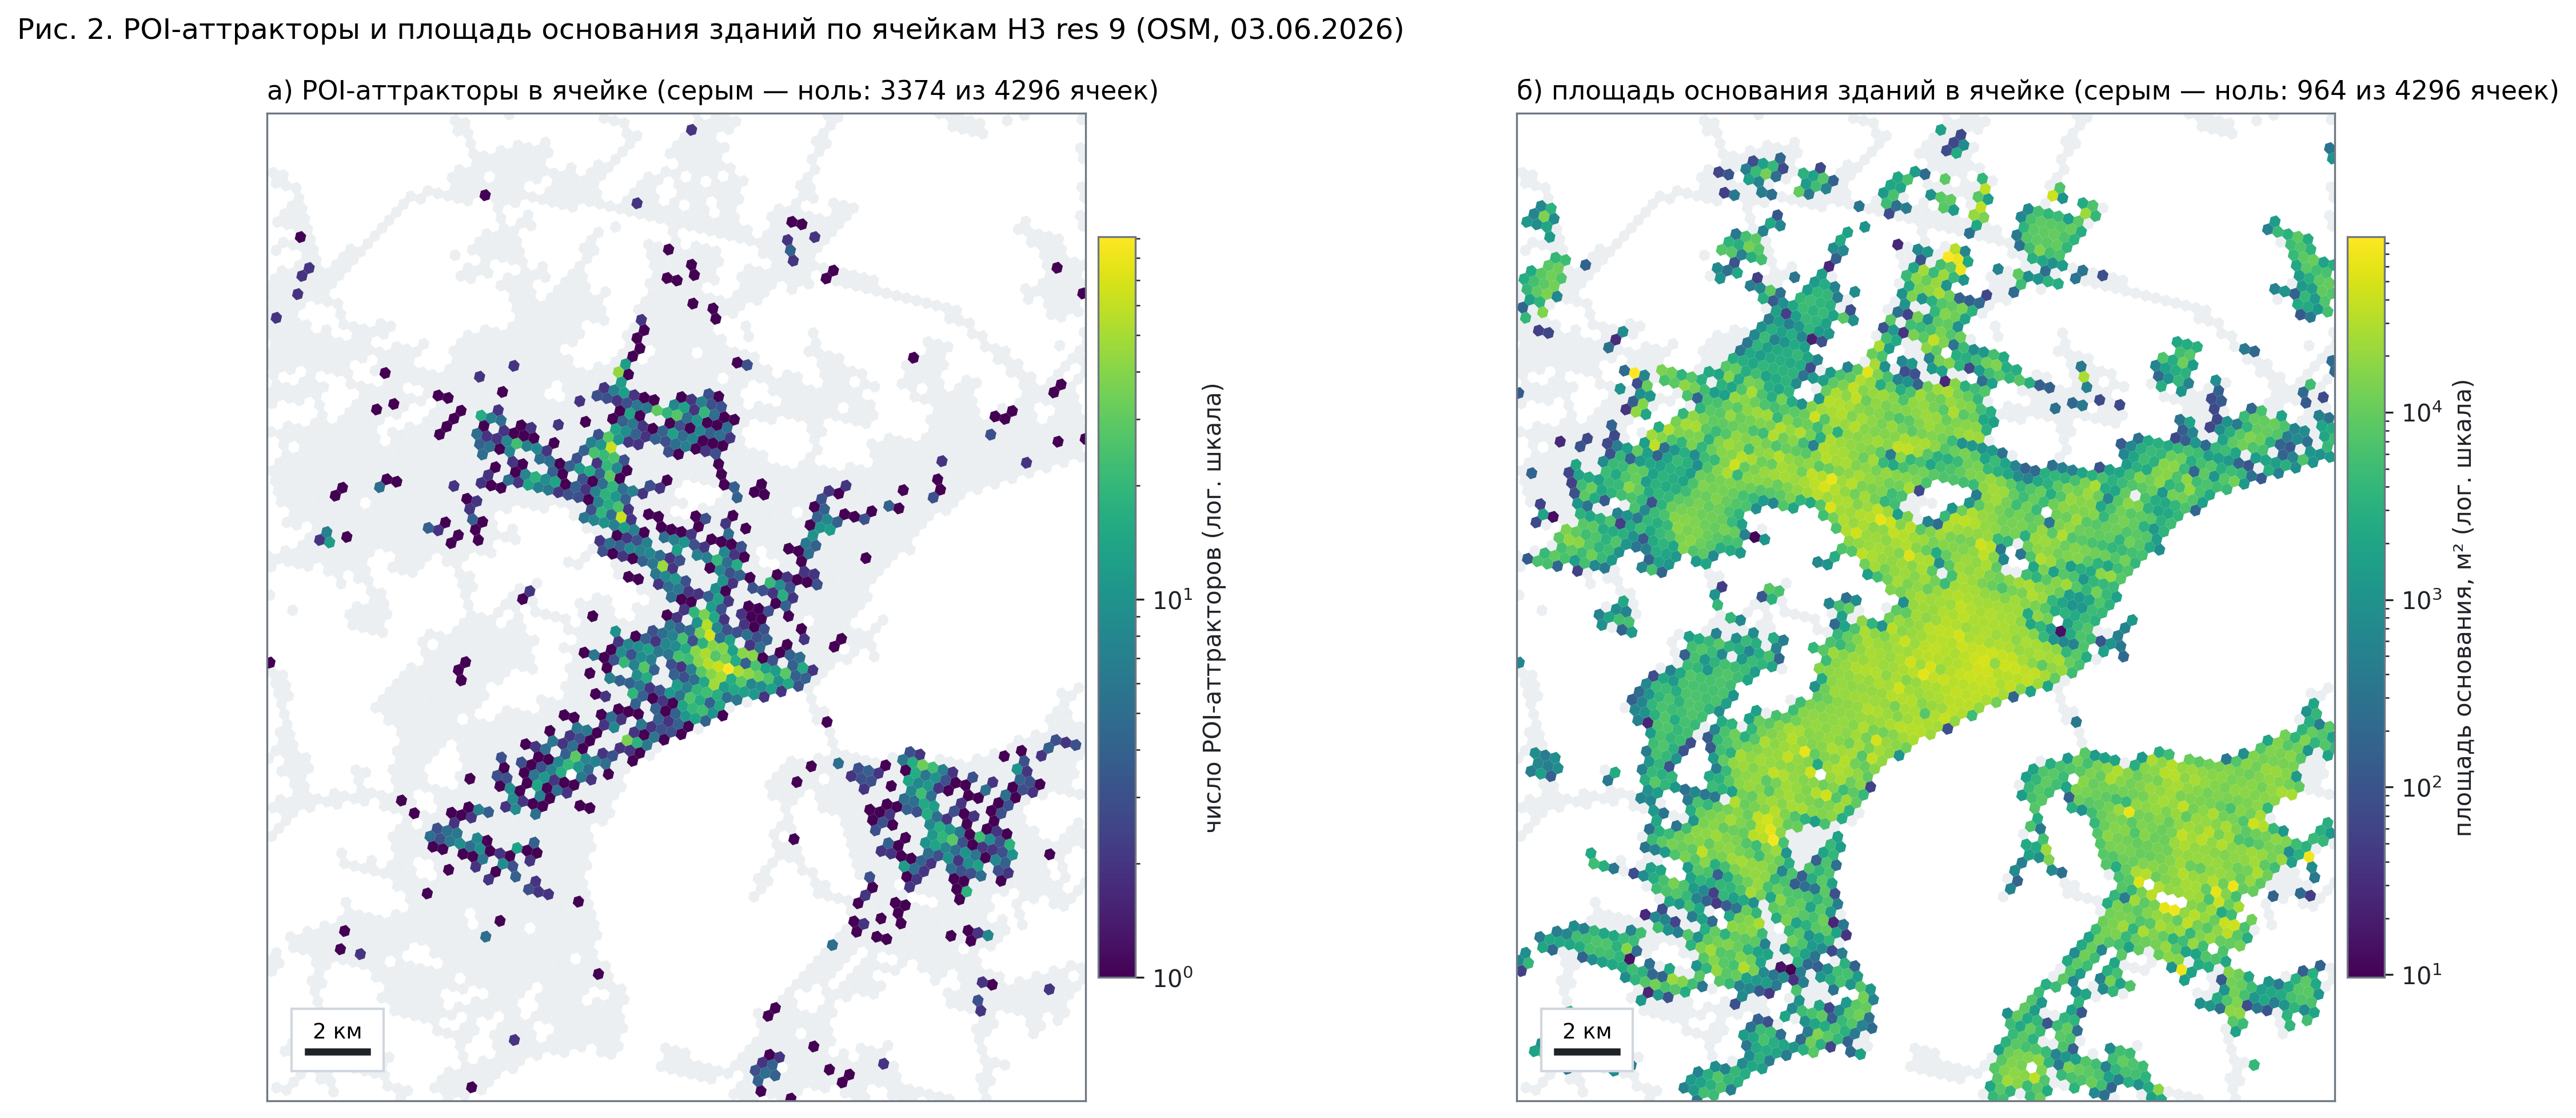 Рис. 2. POI-аттракторы и площадь основания зданий по ячейкам H3 res 9 (OSM, 03.06.2026)
а) POI-аттракторы в ячейке (серым — ноль: 3374 из 4296 ячеек)
10¹
10⁰
число POI-аттракторов (лог. шкала)
2 км
б) площадь основания зданий в ячейке (серым — ноль: 964 из 4296 ячеек)
10⁴
10³
10²
10¹
площадь основания, м² (лог. шкала)
2 км